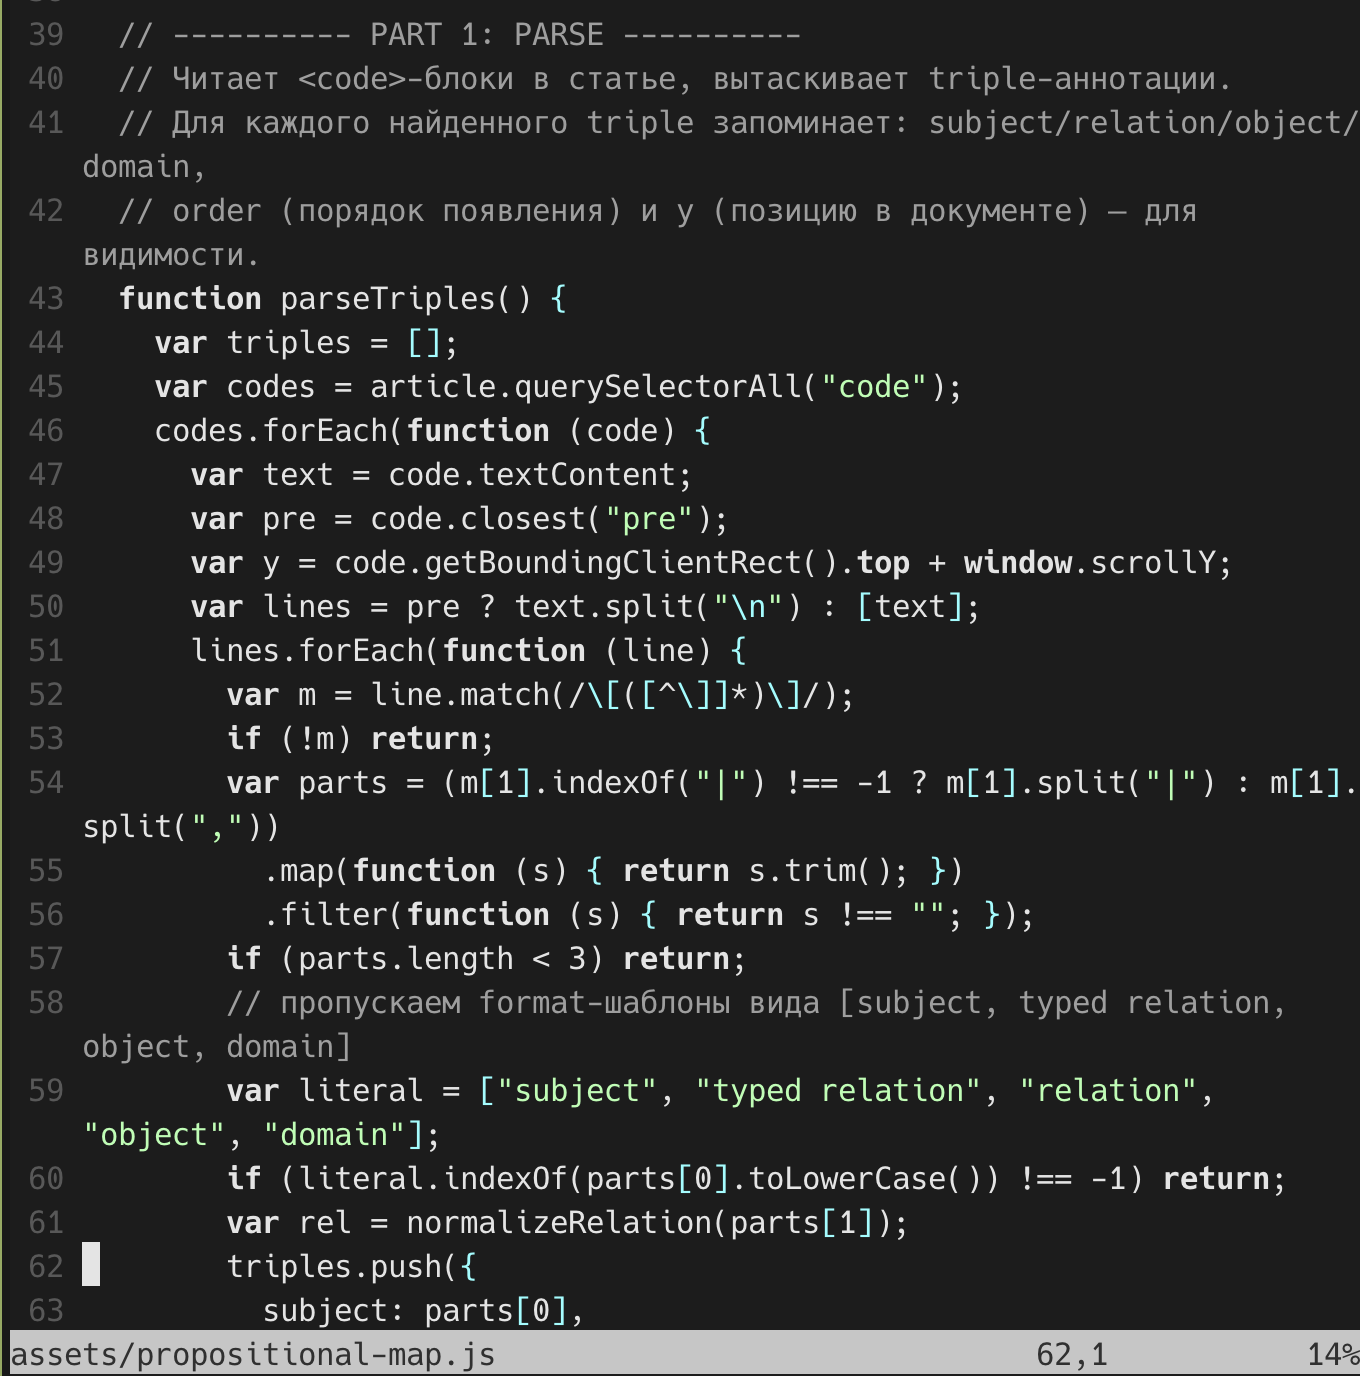 39   // ---------- PART 1: PARSE ----------
40   // Читает <code>-блоки в статье, вытаскивает triple-аннотации.
41   // Для каждого найденного triple запоминает: subject/relation/object/
domain,
42   // order (порядок появления) и y (позицию в документе) — для
видимости.
43   function parseTriples() {
44     var triples = [];
45     var codes = article.querySelectorAll("code");
46     codes.forEach(function (code) {
47       var text = code.textContent;
48       var pre = code.closest("pre");
49       var y = code.getBoundingClientRect().top + window.scrollY;
50       var lines = pre ? text.split("\n") : [text];
51       lines.forEach(function (line) {
52         var m = line.match(/\[([^\]]*)\]/);
53         if (!m) return;
54         var parts = (m[1].indexOf("|") !== -1 ? m[1].split("|") : m[1].
split(","))
55           .map(function (s) { return s.trim(); })
56           .filter(function (s) { return s !== ""; });
57         if (parts.length < 3) return;
58         // пропускаем format-шаблоны вида [subject, typed relation,
object, domain]
59         var literal = ["subject", "typed relation", "relation",
"object", "domain"];
60         if (literal.indexOf(parts[0].toLowerCase()) !== -1) return;
61         var rel = normalizeRelation(parts[1]);
62         triples.push({
63           subject: parts[0],
assets/propositional-map.js 62,1 14%